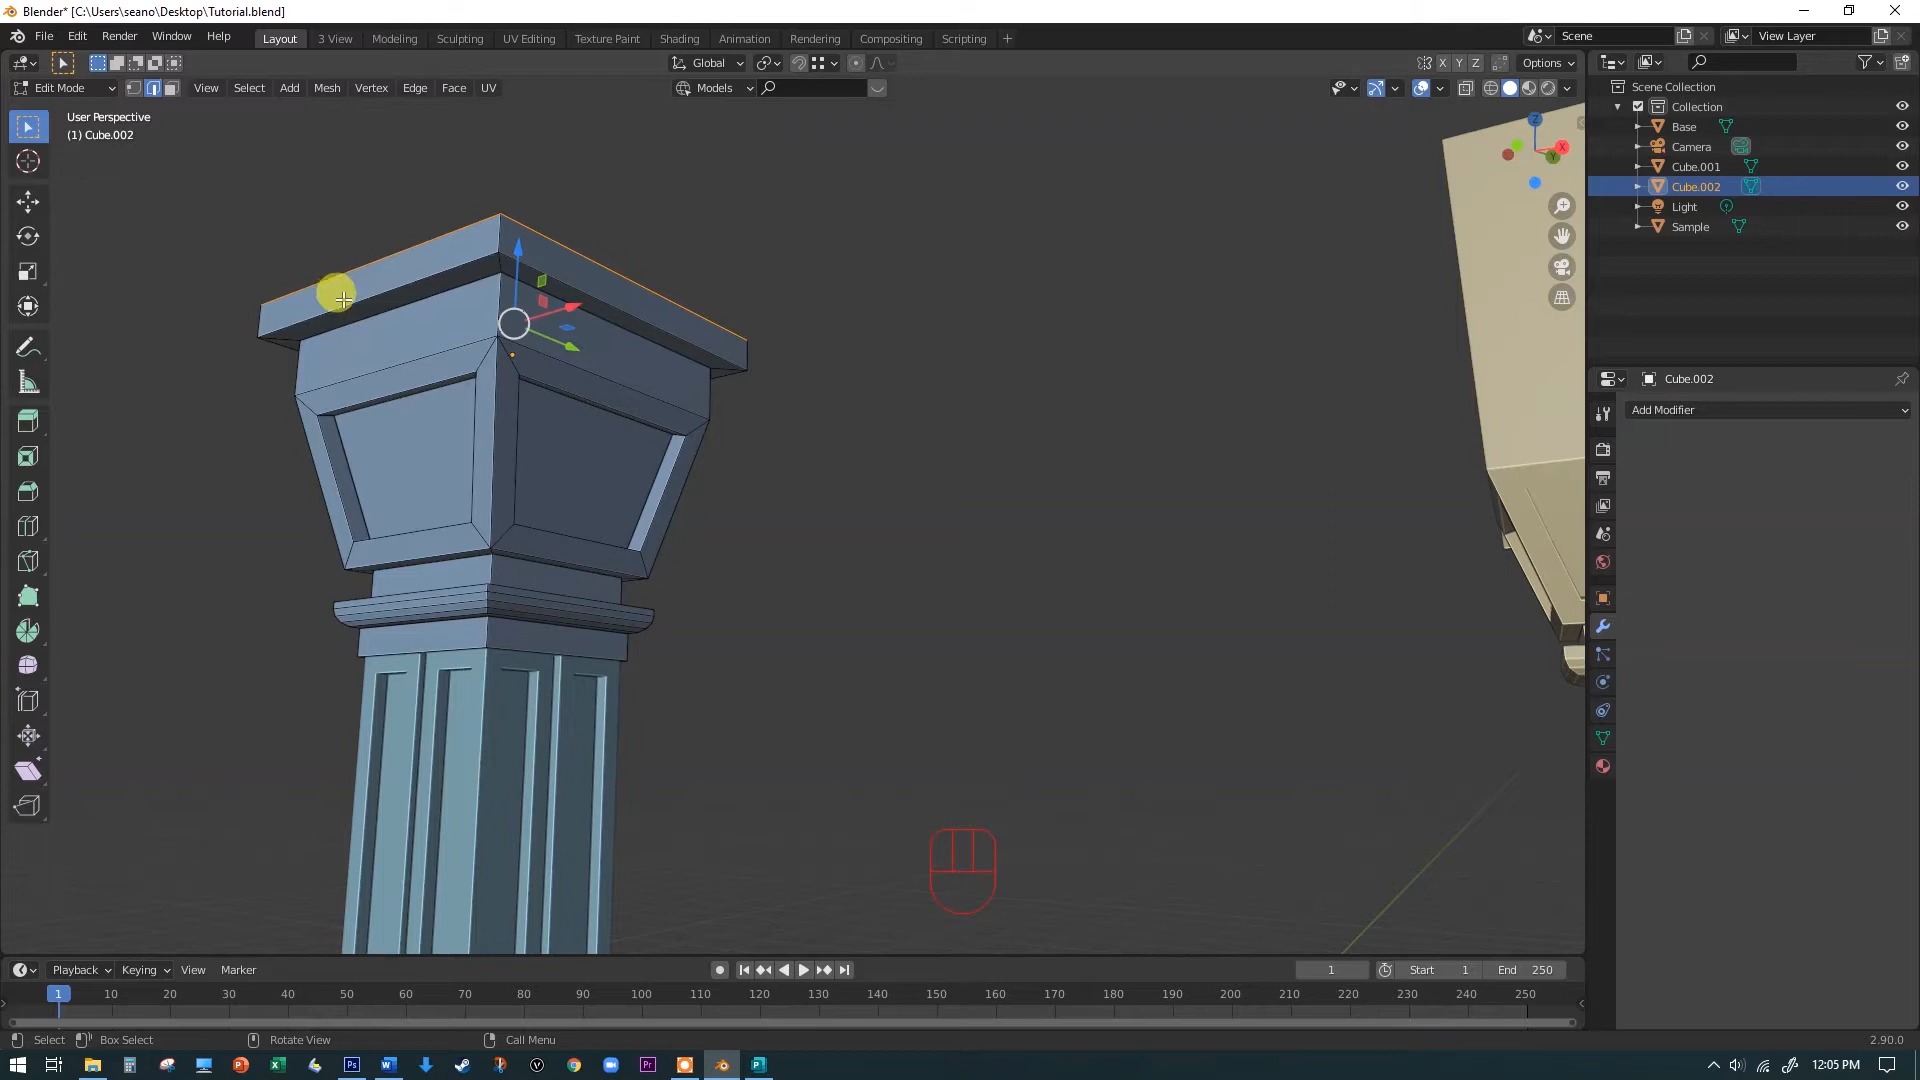 Blender* [C:\Users\seano\Desktop\Tutorial.blend]
File Edit Render Window Help Layout 3 View Modeling Sculpting UV Editing Texture Paint Shading Animation Rendering Compositing Scripting + Scene View Layer
Global X Y Z Options
Edit Mode View Select Add Mesh Vertex Edge Face UV Models
User Perspective
(1) Cube.002
Z X Y
Scene Collection
Collection
Base
Camera
Cube.001
Cube.002
Light
Sample
Cube.002
Add Modifier
Playback Keying View Marker 1 Start 1 End 250
1 10 20 30 40 50 60 70 80 90 100 110 120 130 140 150 160 170 180 190 200 210 220 230 240 250
Select Box Select Rotate View Call Menu 2.90.0
12:05 PM